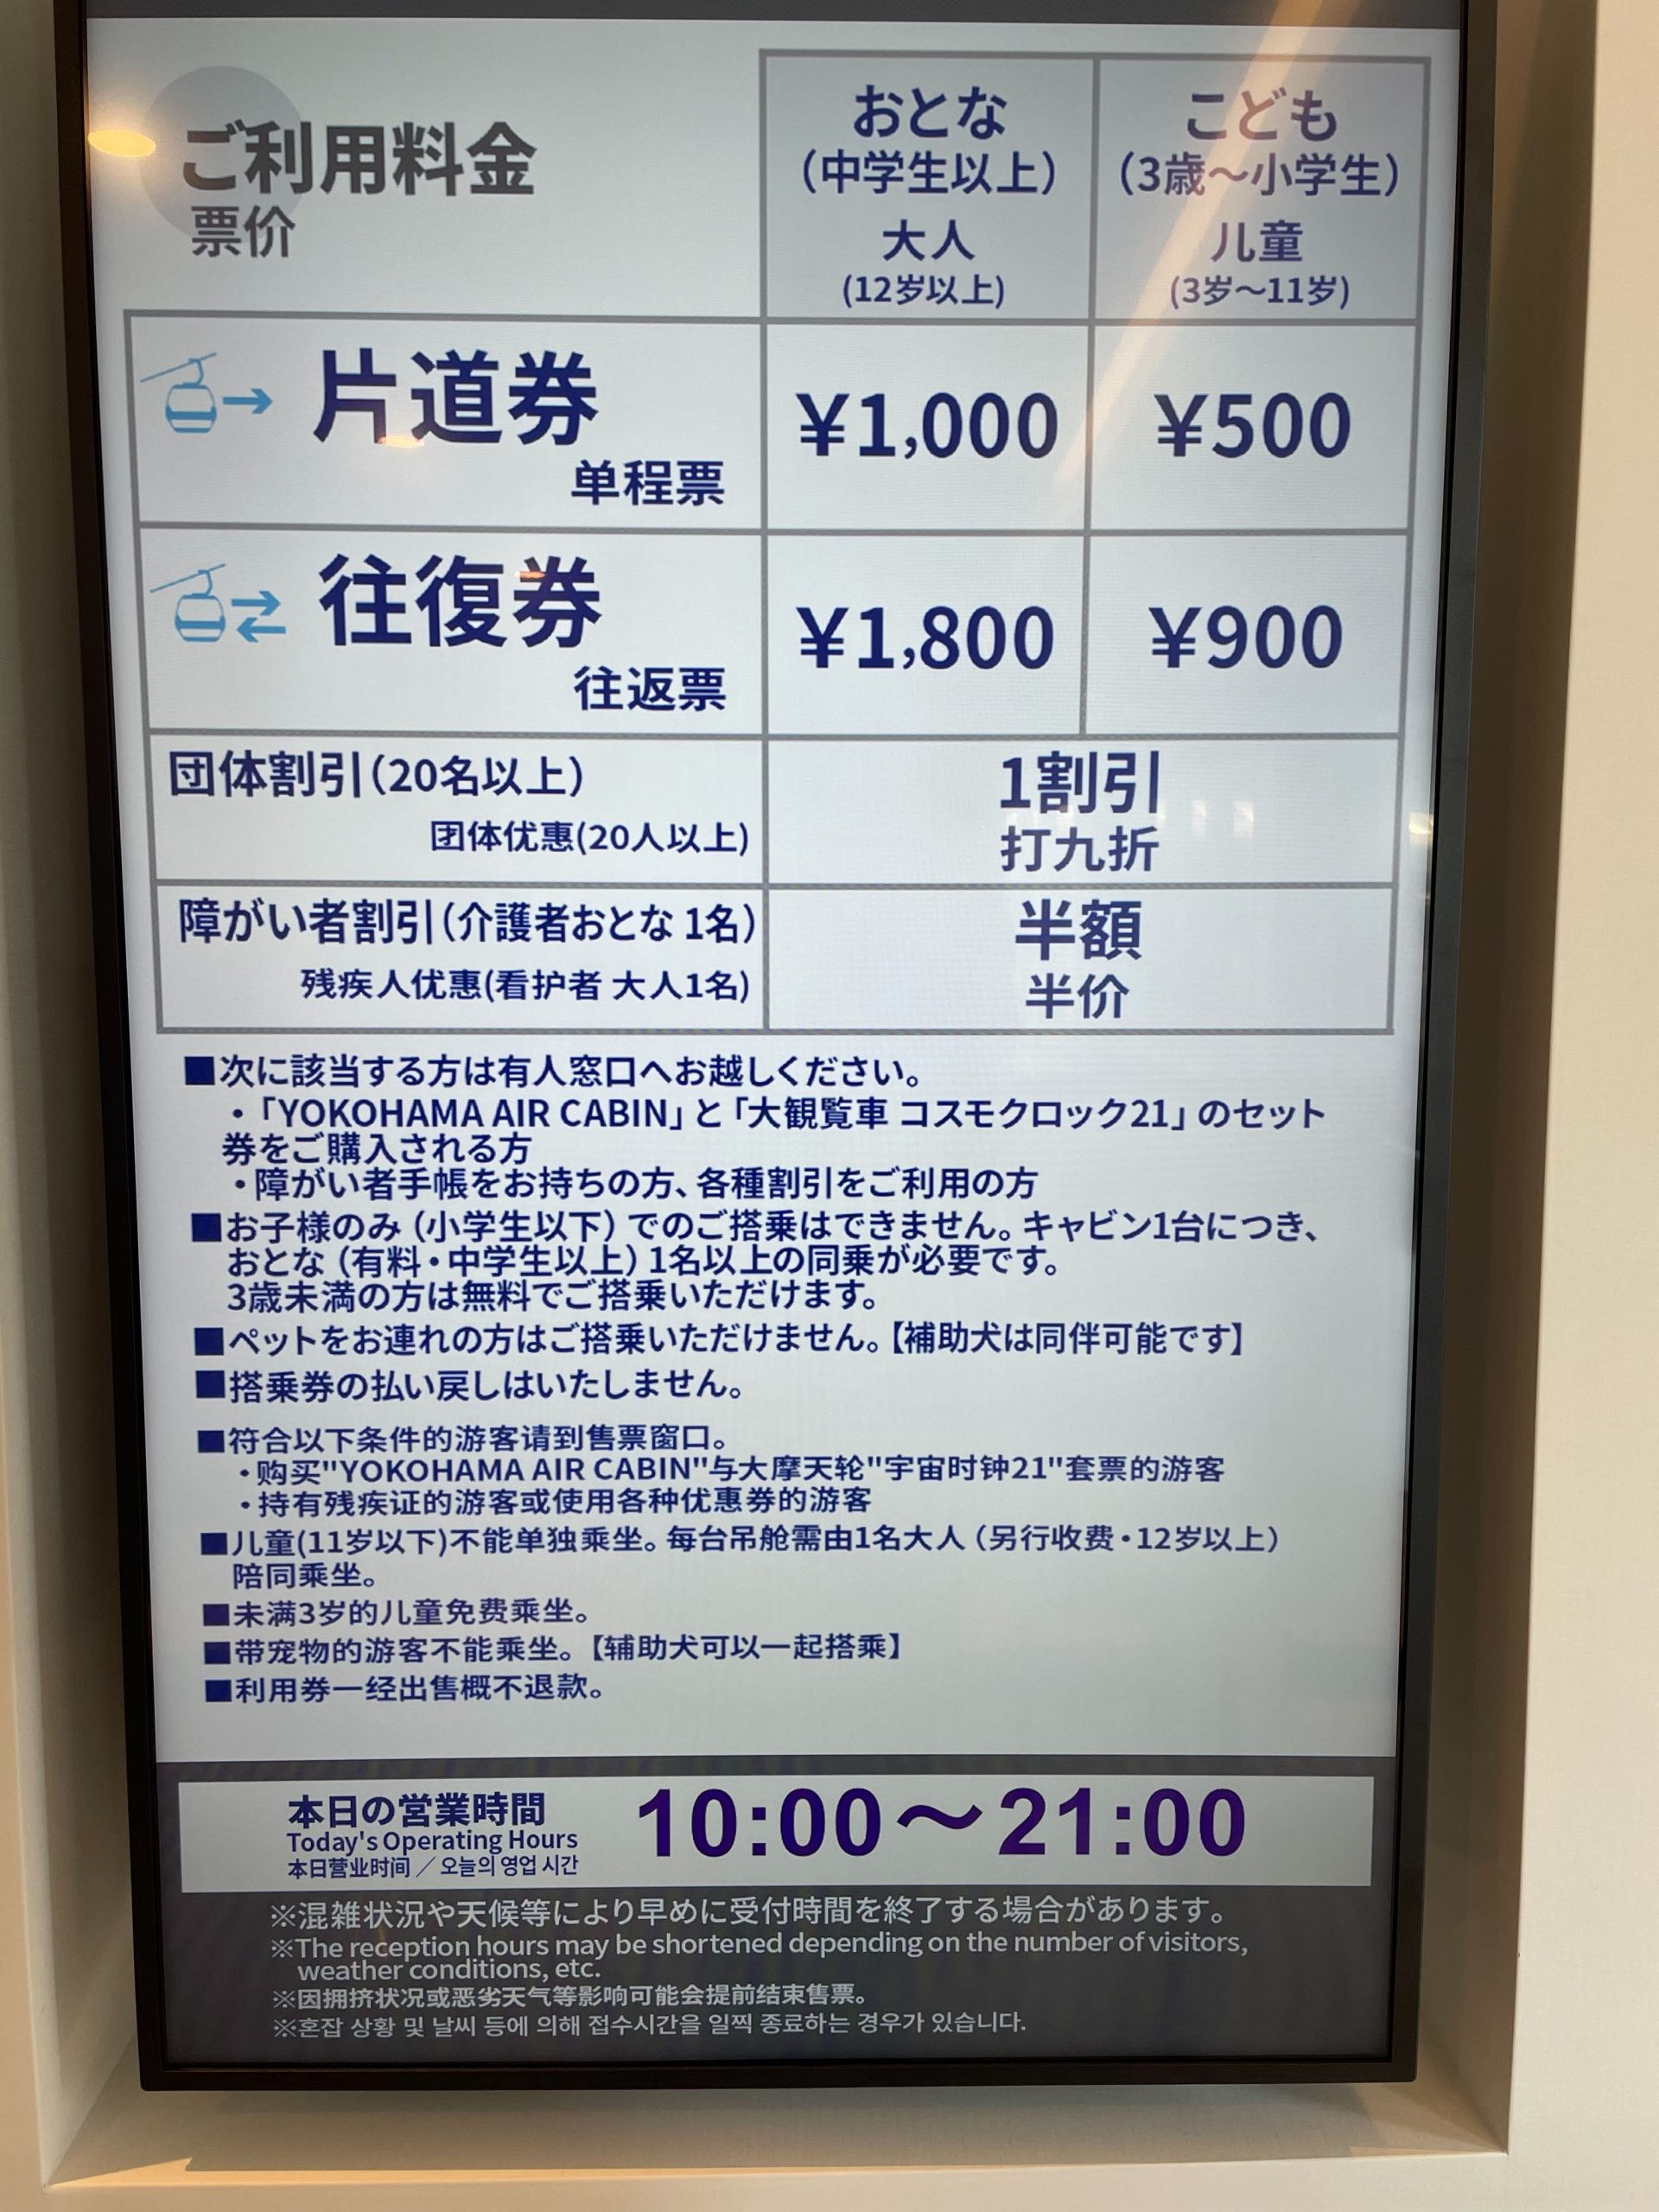 ご利用料金
票价
おとな
（中学生以上）
大人
(12岁以上)
こども
（3歳～小学生）
儿童
(3岁～11岁)
片道券
单程票
¥1,000
¥500
往復券
往返票
¥1,800
¥900
団体割引（20名以上）
团体优惠(20人以上)
1割引
打九折
障がい者割引（介護者おとな 1名）
残疾人优惠(看护者 大人1名)
半額
半价
■次に該当する方は有人窓口へお越しください。
・「YOKOHAMA AIR CABIN」と「大観覧車 コスモクロック21」のセット
券をご購入される方
・障がい者手帳をお持ちの方、各種割引をご利用の方
■お子様のみ（小学生以下）でのご搭乗はできません。キャビン1台につき、
おとな（有料・中学生以上）1名以上の同乗が必要です。
3歳未満の方は無料でご搭乗いただけます。
■ペットをお連れの方はご搭乗いただけません。【補助犬は同伴可能です】
■搭乗券の払い戻しはいたしません。
■符合以下条件的游客请到售票窗口。
・购买"YOKOHAMA AIR CABIN"与大摩天轮"宇宙时钟21"套票的游客
・持有残疾证的游客或使用各种优惠券的游客
■儿童(11岁以下)不能单独乘坐。每台吊舱需由1名大人（另行收费・12岁以上）
陪同乘坐。
■未满3岁的儿童免费乘坐。
■带宠物的游客不能乘坐。【辅助犬可以一起搭乘】
■利用券一经出售概不退款。
本日の営業時間
Today's Operating Hours
本日营业时间 ／ 오늘의 영업 시간
10:00～21:00
※混雑状況や天候等により早めに受付時間を終了する場合があります。
※The reception hours may be shortened depending on the number of visitors,
weather conditions, etc.
※因拥挤状况或恶劣天气等影响可能会提前结束售票。
※혼잡 상황 및 날씨 등에 의해 접수시간을 일찍 종료하는 경우가 있습니다.